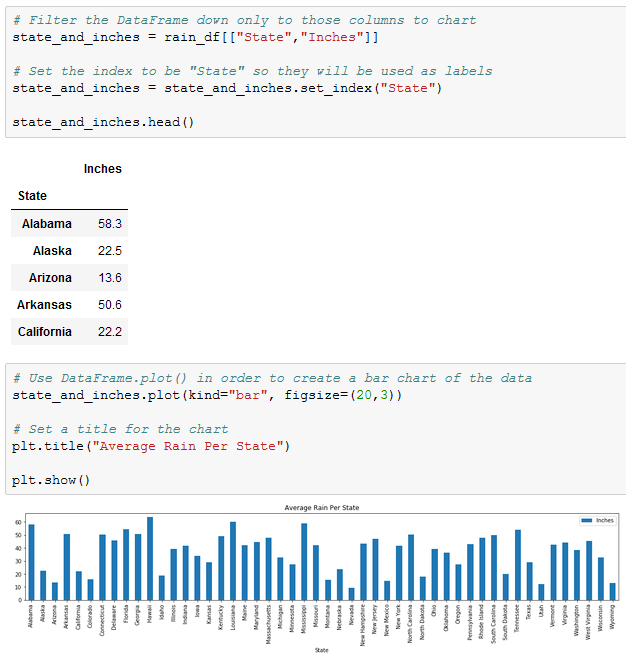 # Filter the DataFrame down only to those columns to chart
state_and_inches = rain_df[["State","Inches"]]
# Set the index to be "State" so they will be used as labels
state_and_inches = state_and_inches.set_index("State")
state_and_inches.head()
Inches
State
Alabama 58.3
Alaska 22.5
Arizona 13.6
Arkansas 50.6
California 22.2
# Use DataFrame.plot() in order to create a bar chart of the data
state_and_inches.plot(kind="bar", figsize=(20,3))
# Set a title for the chart
plt.title("Average Rain Per State")
plt.show()
Average Rain Per State
Inches
60
50
40
30
20
10
0
Alabama
Alaska
Arizona
Arkansas
California
Colorado
Connecticut
Delaware
Florida
Georgia
Hawaii
Idaho
Illinois
Indiana
Iowa
Kansas
Kentucky
Louisiana
Maine
Maryland
Massachusetts
Michigan
Minnesota
Mississippi
Missouri
Montana
Nebraska
Nevada
New Hampshire
New Jersey
New Mexico
New York
North Carolina
North Dakota
Ohio
Oklahoma
Oregon
Pennsylvania
Rhode Island
South Carolina
South Dakota
Tennessee
Texas
Utah
Vermont
Virginia
Washington
West Virginia
Wisconsin
Wyoming
State